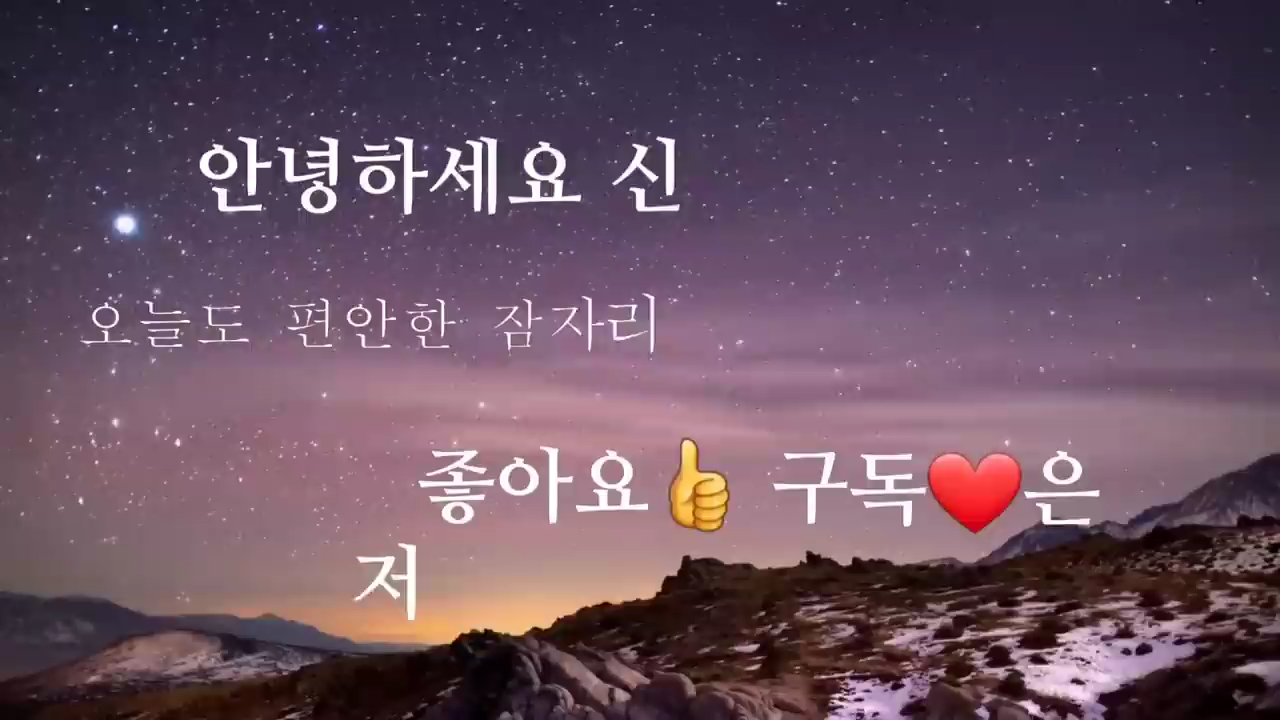 안녕하세요 신
오늘도 편안한 잠자리
좋아요👍 구독❤️은
저